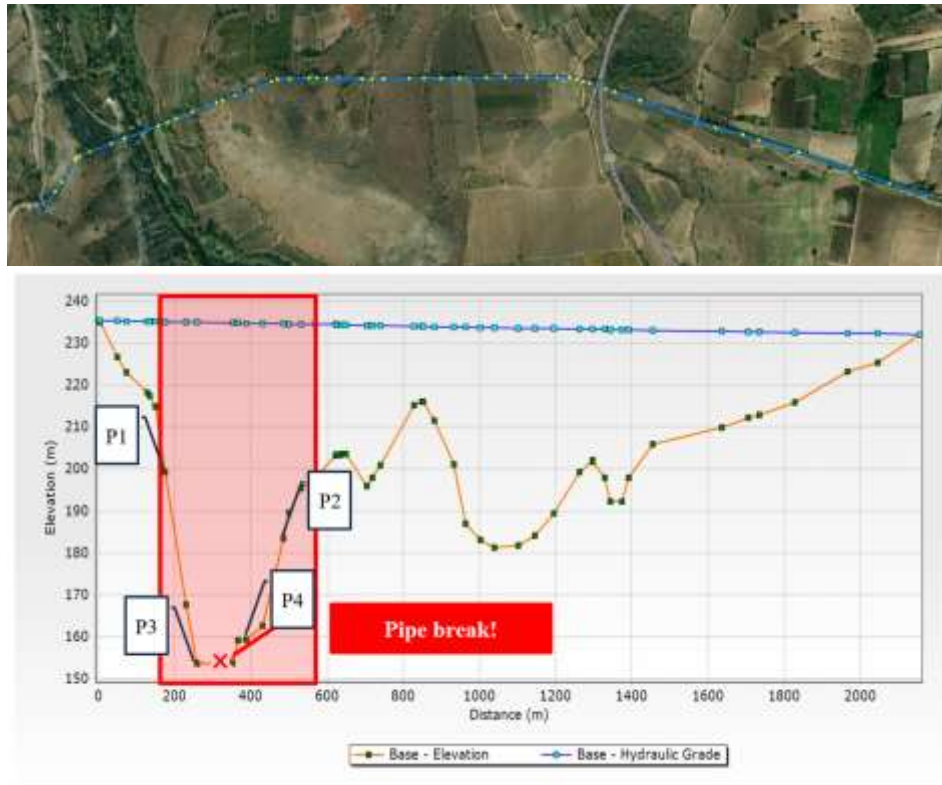 240
230
220
210
200
190
180
170
160
150
Elevation (m)
P1
P2
P3
P4
Pipe break!
0
200
400
600
800
1000
1200
1400
1600
1800
2000
Distance (m)
Base - Elevation
Base - Hydraulic Grade